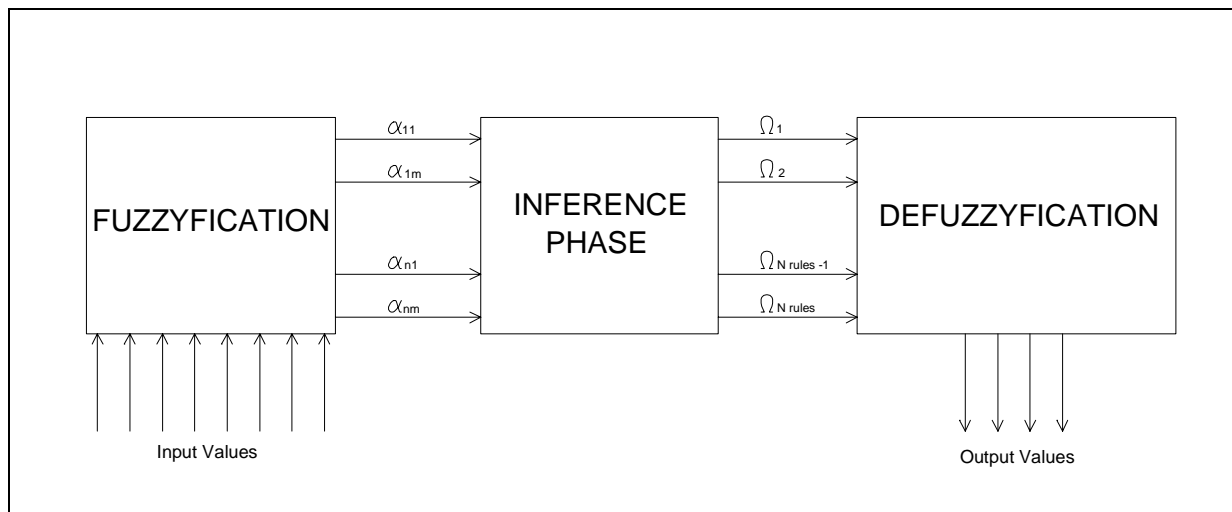 FUZZYFICATION
α11
α1m
αn1
αnm
INFERENCE
PHASE
Ω1
Ω2
ΩN rules -1
ΩN rules
DEFUZZYFICATION
Input Values
Output Values